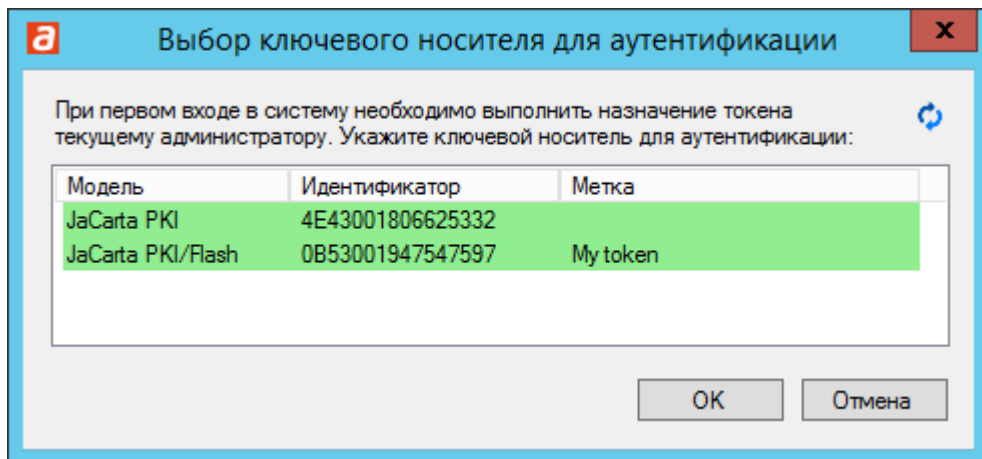 a
Выбор ключевого носителя для аутентификации
x
При первом входе в систему необходимо выполнить назначение токена
текущему администратору. Укажите ключевой носитель для аутентификации:
Модель Идентификатор Метка
JaCarta PKI 4E43001806625332
JaCarta PKI/Flash 0B53001947547597 My token
OK Отмена